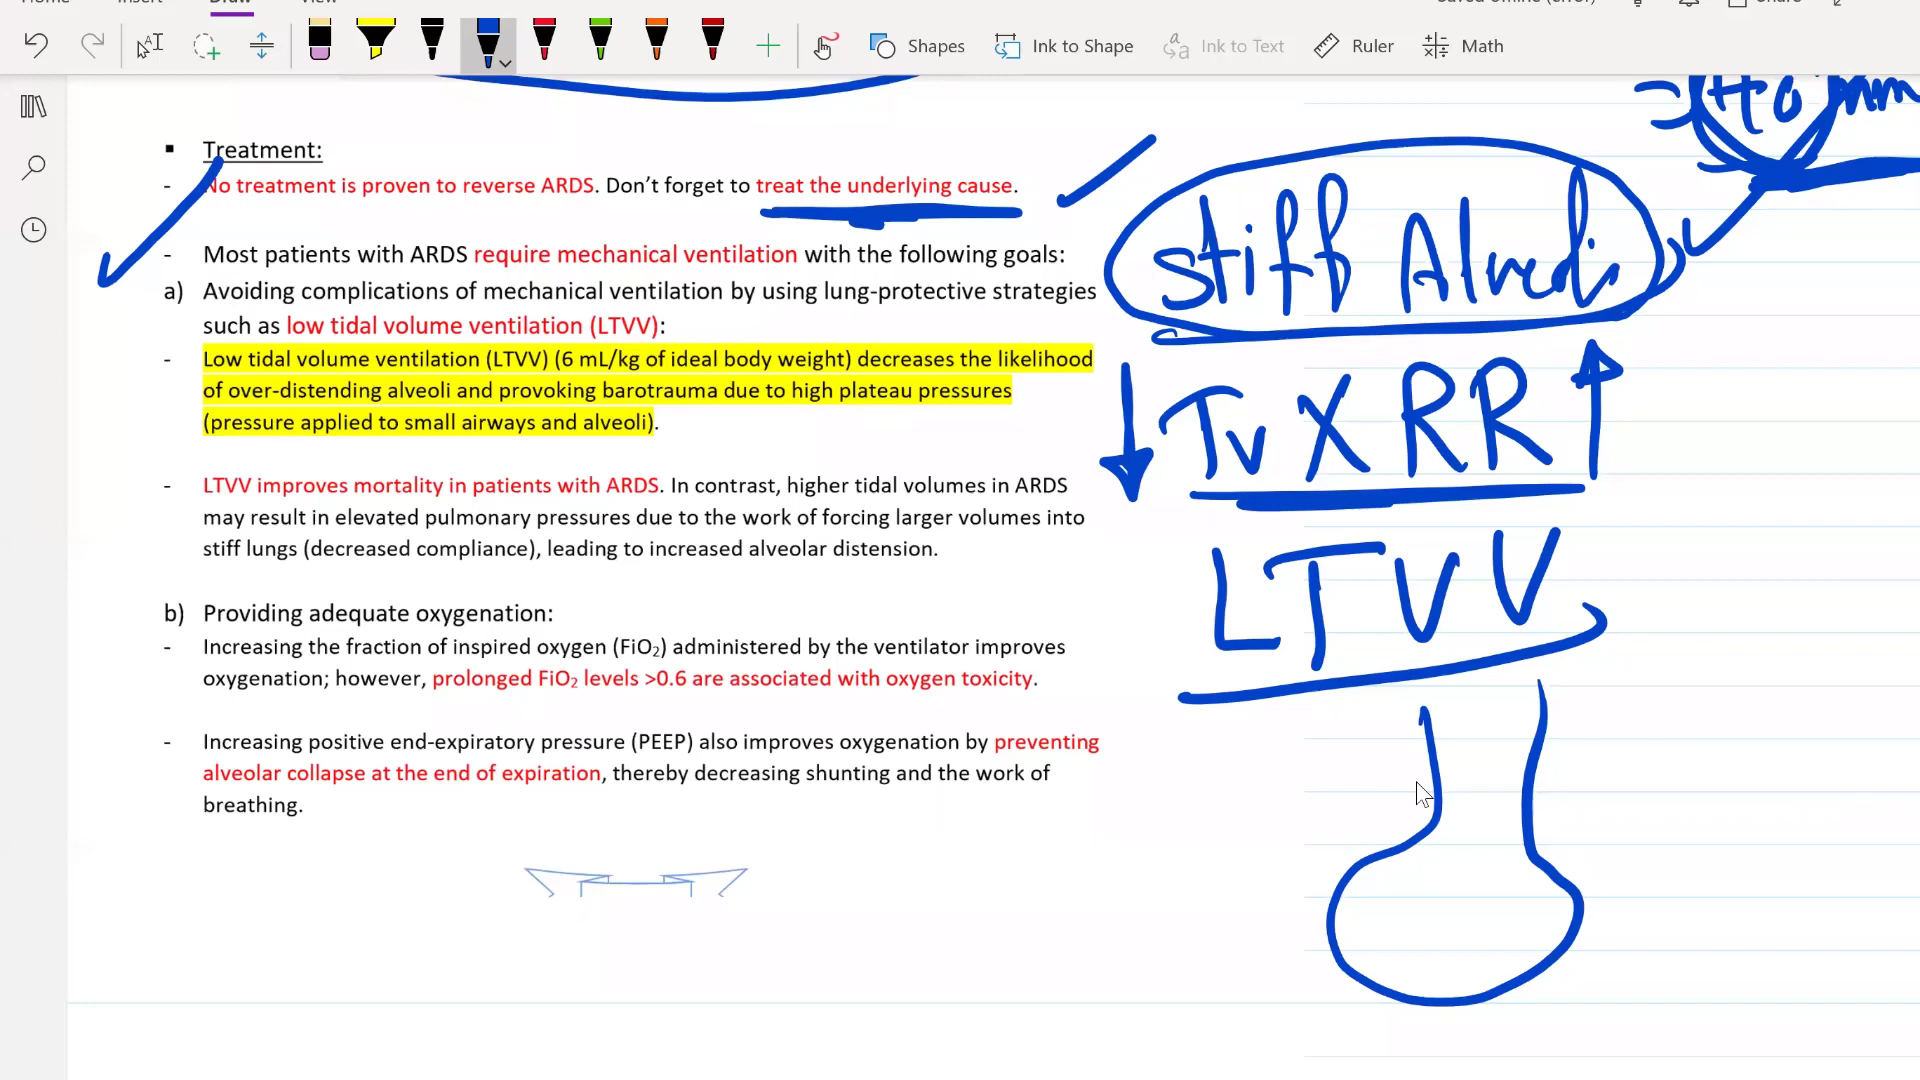 Home Insert Draw View
Saved online (error)
Share
Shapes
Ink to Shape
Ink to Text
Ruler
Math
▪ Treatment:
- No treatment is proven to reverse ARDS. Don't forget to treat the underlying cause.
- Most patients with ARDS require mechanical ventilation with the following goals:
a) Avoiding complications of mechanical ventilation by using lung-protective strategies
such as low tidal volume ventilation (LTVV):
- Low tidal volume ventilation (LTVV) (6 mL/kg of ideal body weight) decreases the likelihood
of over-distending alveoli and provoking barotrauma due to high plateau pressures
(pressure applied to small airways and alveoli).
- LTVV improves mortality in patients with ARDS. In contrast, higher tidal volumes in ARDS
may result in elevated pulmonary pressures due to the work of forcing larger volumes into
stiff lungs (decreased compliance), leading to increased alveolar distension.
b) Providing adequate oxygenation:
- Increasing the fraction of inspired oxygen (FiO₂) administered by the ventilator improves
oxygenation; however, prolonged FiO₂ levels >0.6 are associated with oxygen toxicity.
- Increasing positive end-expiratory pressure (PEEP) also improves oxygenation by preventing
alveolar collapse at the end of expiration, thereby decreasing shunting and the work of
breathing.
stiff Alveoli
↓ TV X RR ↑
LTVV